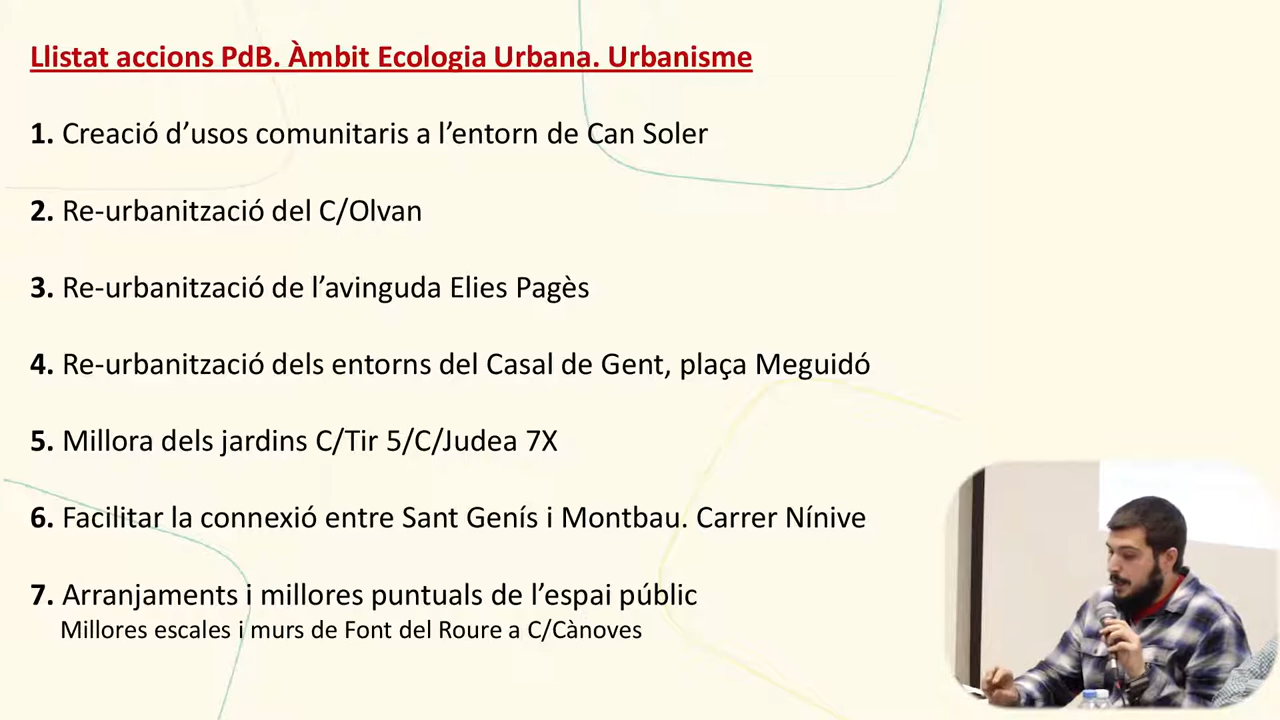 Llistat accions PdB. Àmbit Ecologia Urbana. Urbanisme
1. Creació d’usos comunitaris a l’entorn de Can Soler
2. Re-urbanització del C/Olvan
3. Re-urbanització de l’avinguda Elies Pagès
4. Re-urbanització dels entorns del Casal de Gent, plaça Meguidó
5. Millora dels jardins C/Tir 5/C/Judea 7X
6. Facilitar la connexió entre Sant Genís i Montbau. Carrer Nínive
7. Arranjaments i millores puntuals de l’espai públic
Millores escales i murs de Font del Roure a C/Cànoves